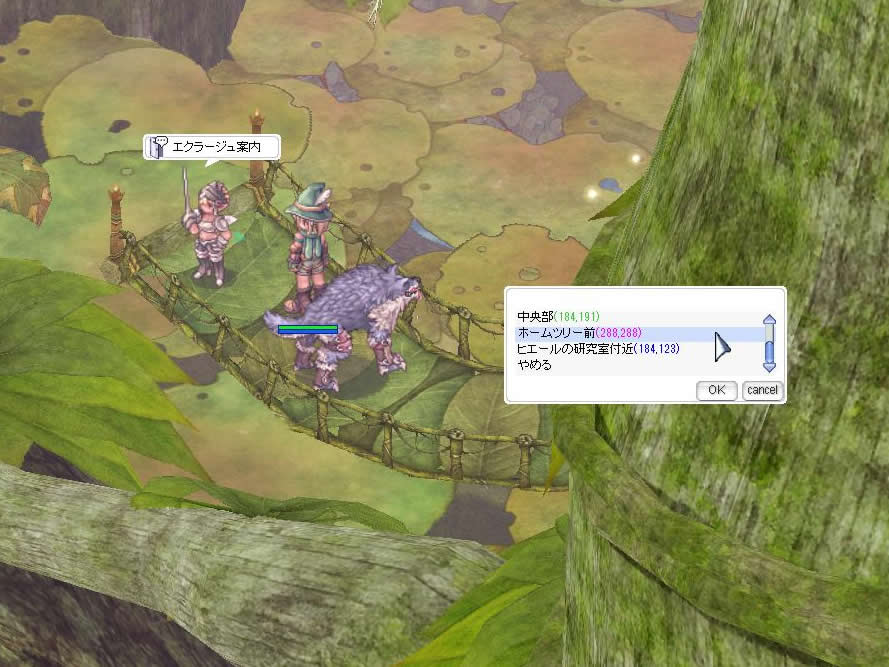 エクラージュ案内
中央部(184,191)
ホームツリー前(288,288)
ヒエールの研究室付近(184,123)
やめる
OK cancel